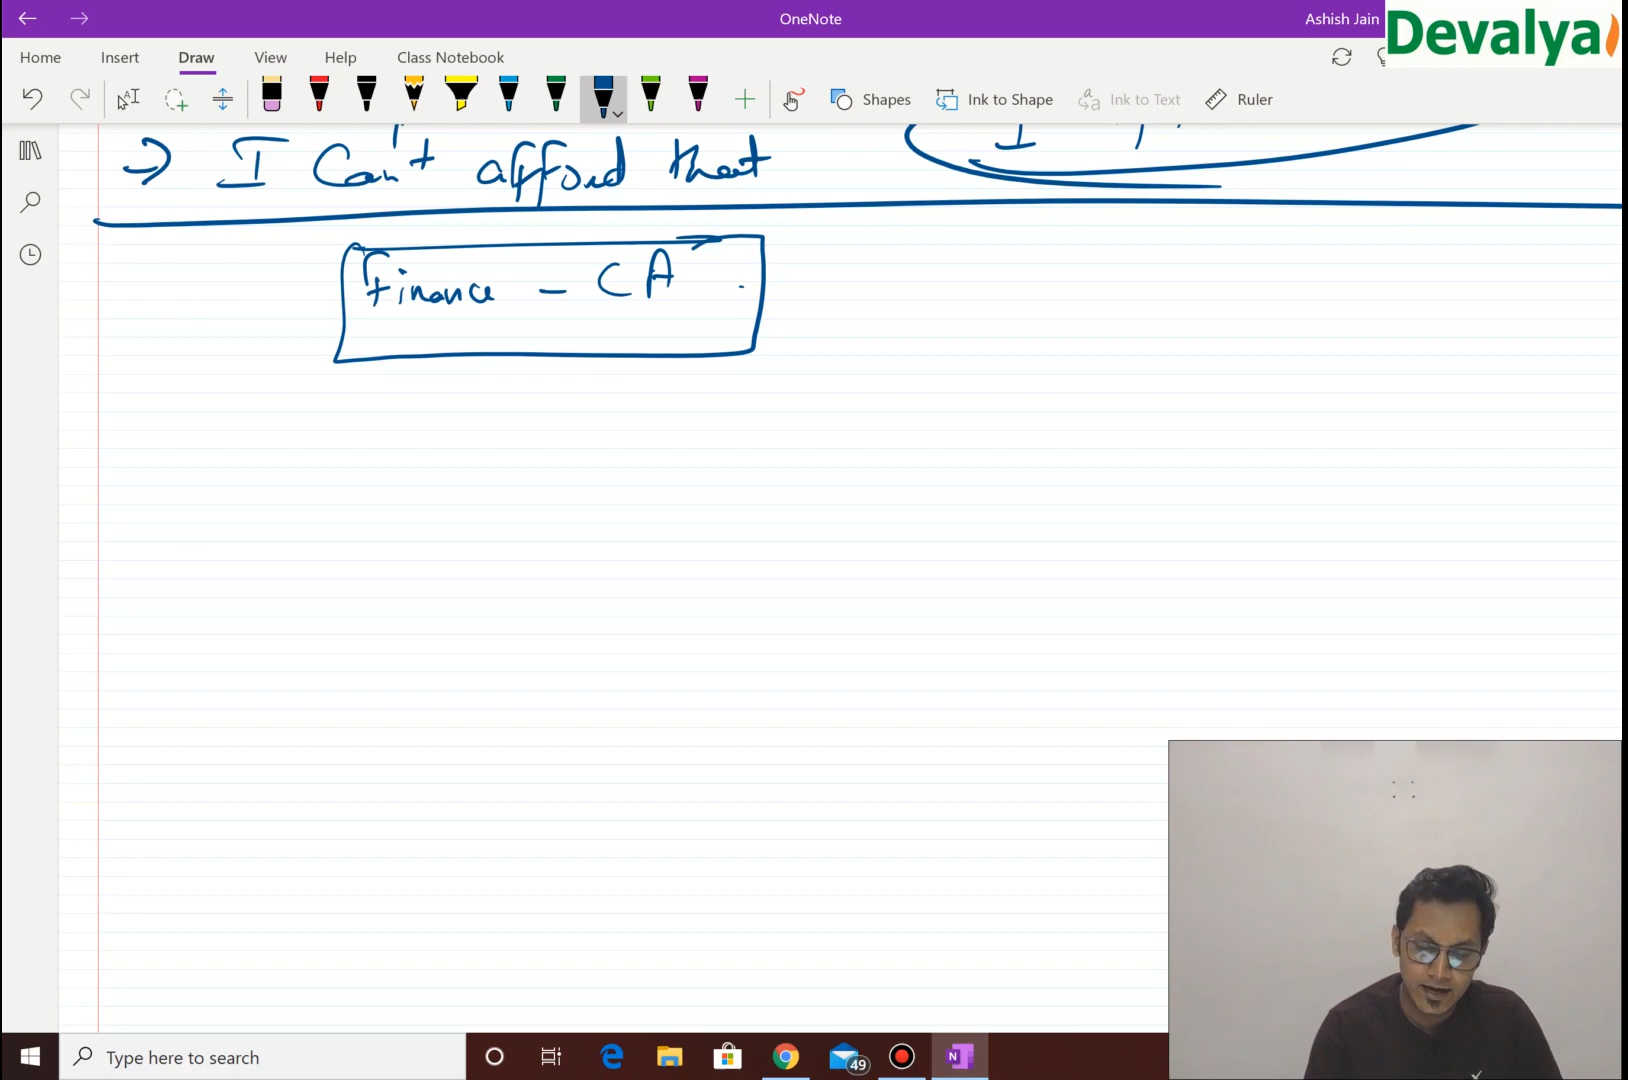 OneNote
Ashish Jain
Devalya
Home Insert Draw View Help Class Notebook
Shapes Ink to Shape Ink to Text Ruler
⇒ I Can't afford that
Finance - CA
Type here to search
49